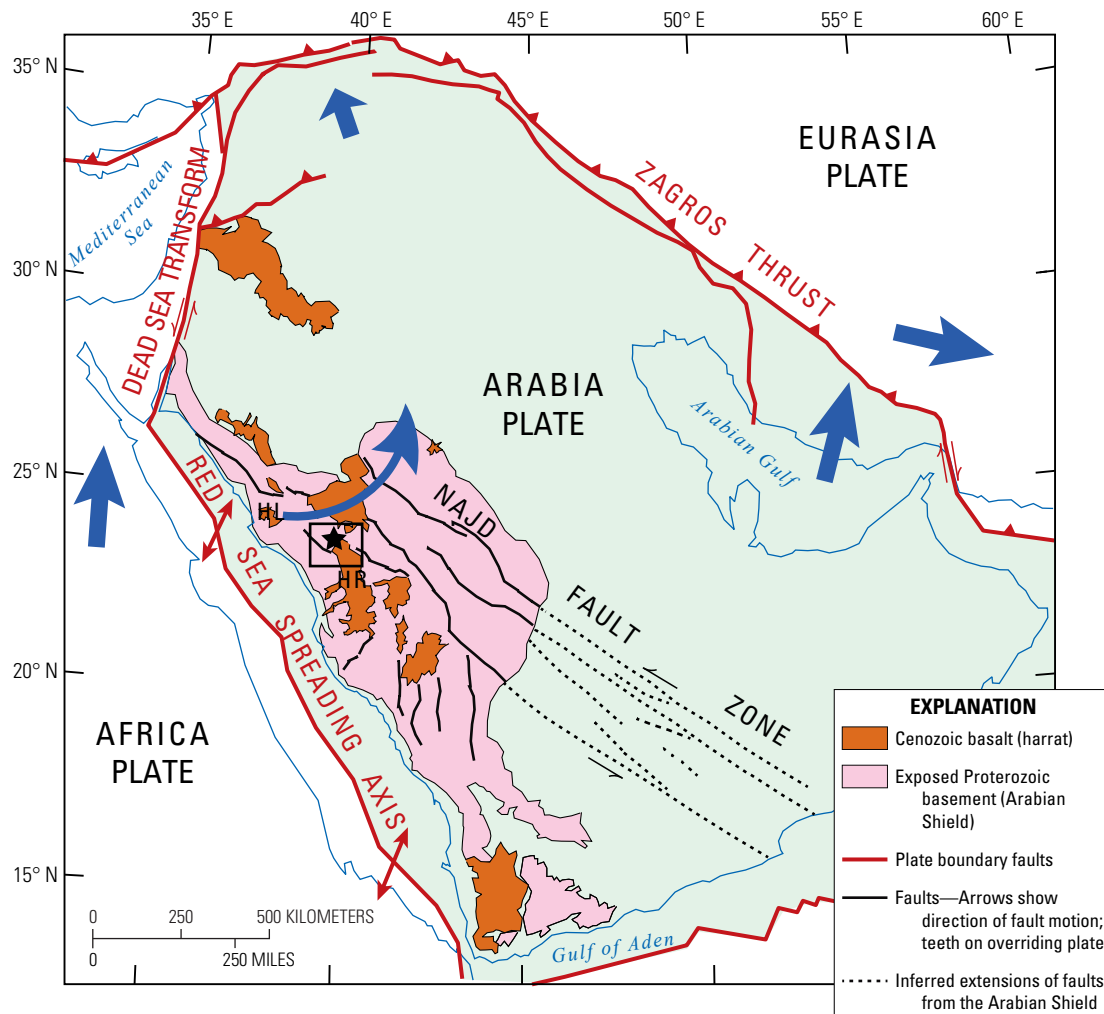 35° E
40° E
45° E
50° E
55° E
60° E
35° N
30° N
25° N
20° N
15° N
EURASIA
PLATE
Mediterranean
Sea
DEAD SEA TRANSFORM
ZAGROS THRUST
ARABIA
PLATE
Arabian Gulf
RED SEA SPREADING AXIS
HL
HR
NAJD FAULT ZONE
AFRICA
PLATE
Gulf of Aden
0 250 500 KILOMETERS
0 250 MILES
EXPLANATION
Cenozoic basalt (harrat)
Exposed Proterozoic
basement (Arabian
Shield)
Plate boundary faults
Faults—Arrows show
direction of fault motion;
teeth on overriding plate
Inferred extensions of faults
from the Arabian Shield